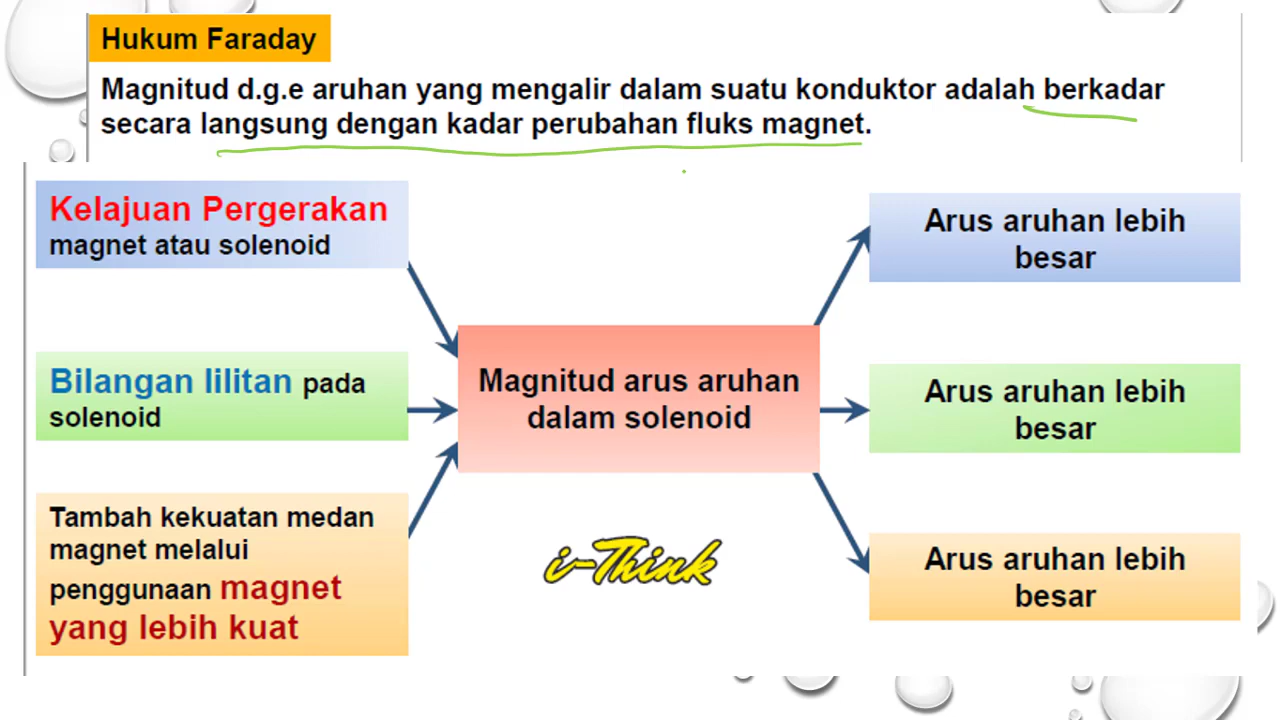 Hukum Faraday
Magnitud d.g.e aruhan yang mengalir dalam suatu konduktor adalah berkadar
secara langsung dengan kadar perubahan fluks magnet.
Kelajuan Pergerakan
magnet atau solenoid
Bilangan lilitan pada
solenoid
Tambah kekuatan medan
magnet melalui
penggunaan magnet
yang lebih kuat
Magnitud arus aruhan
dalam solenoid
i-Think
Arus aruhan lebih
besar
Arus aruhan lebih
besar
Arus aruhan lebih
besar